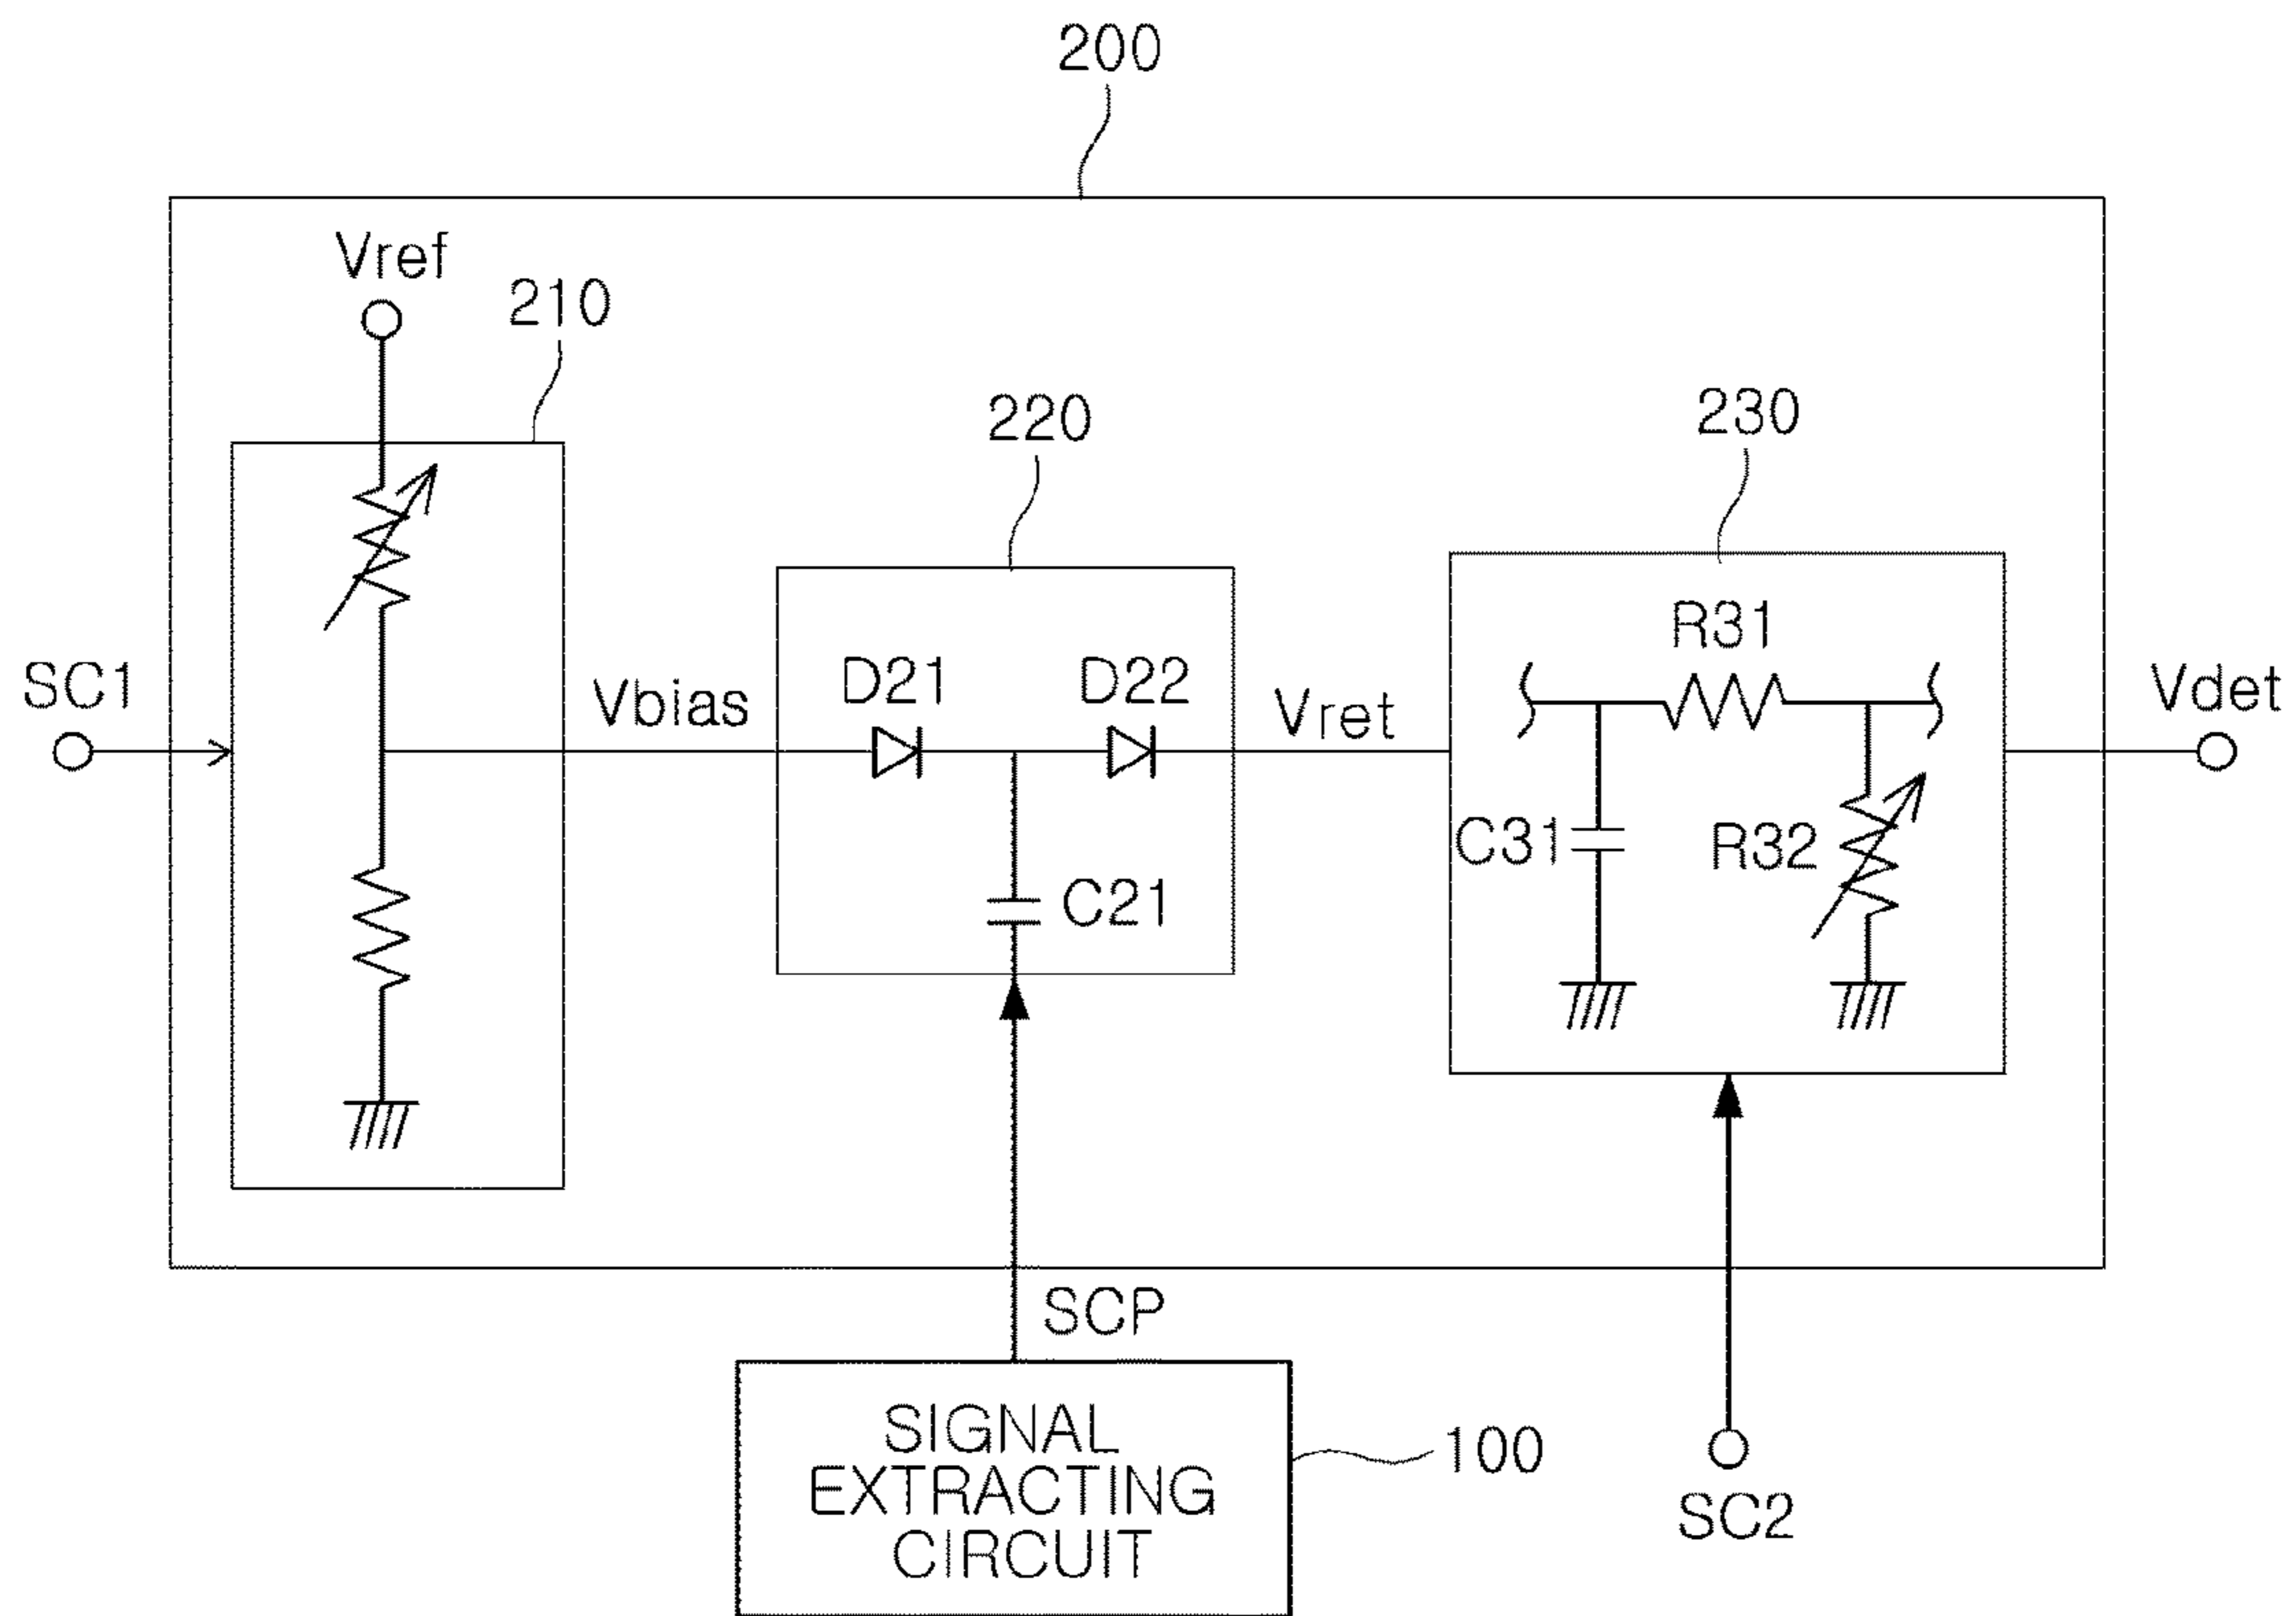 200
Vref
210
220
230
R31
SC1
Vbias
D21
D22
Vret
Vdet
C31
R32
C21
SCP
SIGNAL
EXTRACTING
CIRCUIT
100
SC2